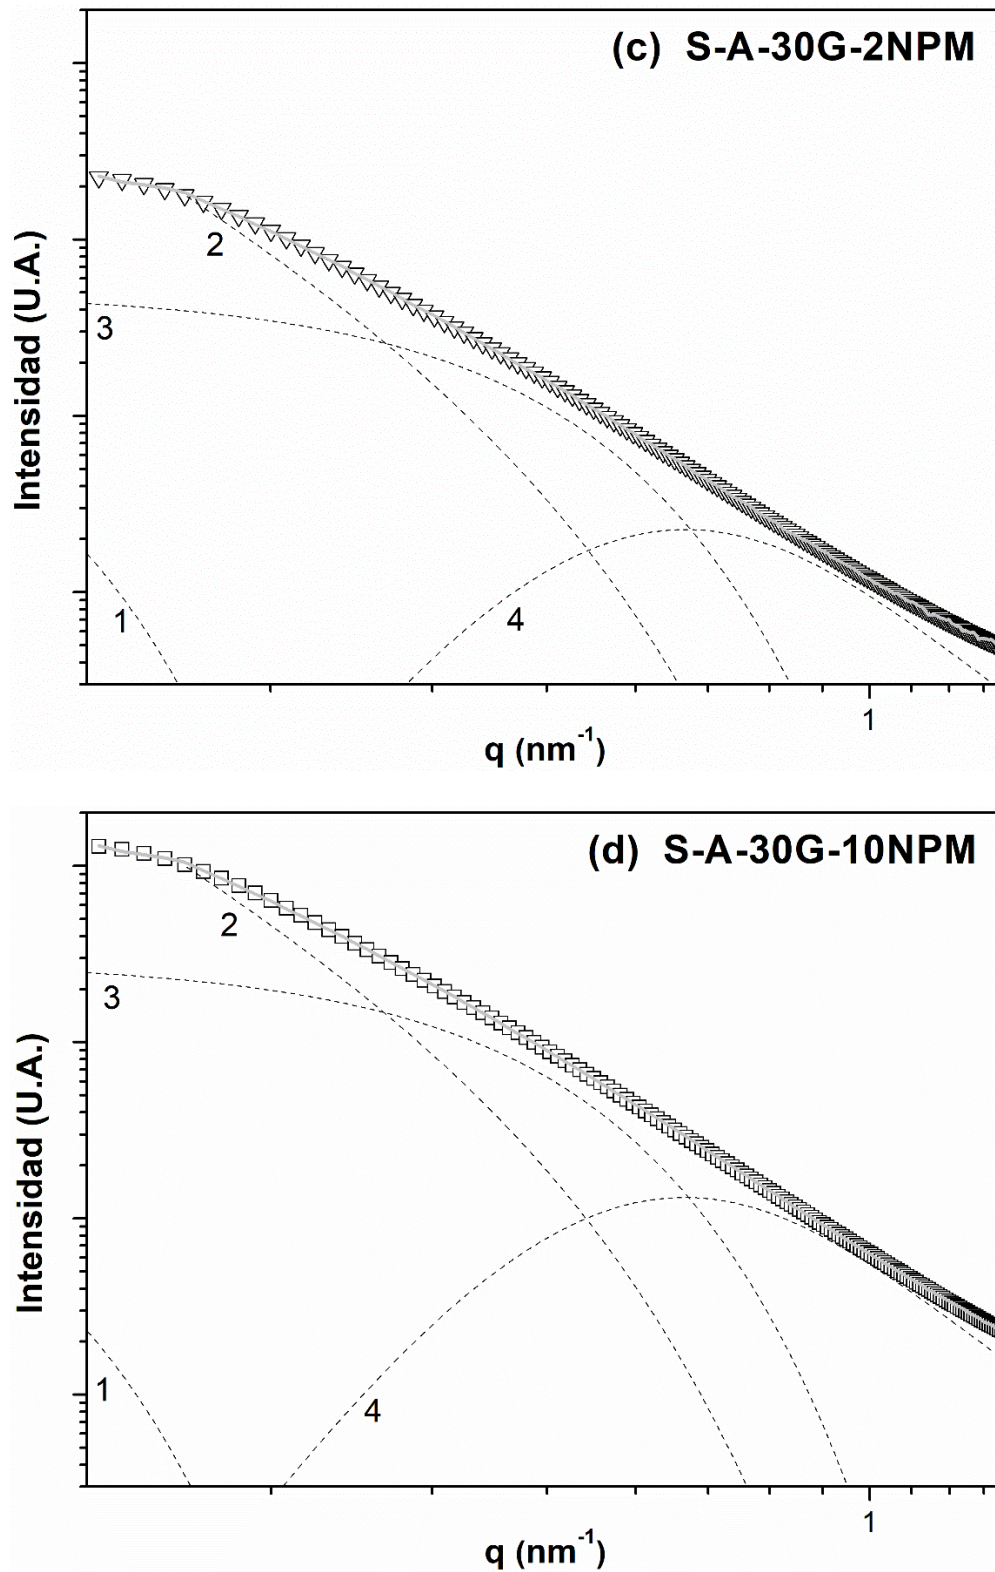 (c) S-A-30G-2NPM
Intensidad (U.A.)
2
3
1
4
1
q (nm⁻¹)
(d) S-A-30G-10NPM
Intensidad (U.A.)
2
3
1
4
1
q (nm⁻¹)